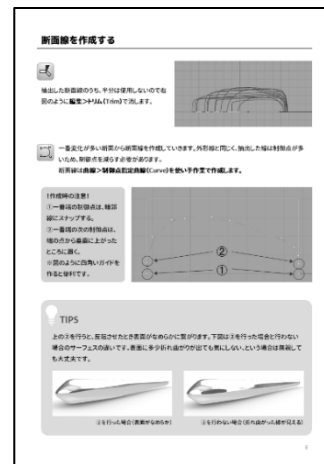 断面線を作成する
抽出した断面線のうち、半分は使用しないので右
図のように編集>トリム(Trim)で消します。
一番変化が多い断面から断面線を作成していきます。外形線と同じく、抽出した線は制御点が多
いため、制御点を減らす必要があります。
断面線は曲線>制御点指定曲線(Curve)を使い手作業で作成します。
!作成時の注意!
①一番端の制御点は、軸部
線にスナップする。
②一番端の次の制御点は、
端の点から垂直に上がった
ところに置く。
※図のように四角いガイドを
作ると便利です。
②
①
TIPS
上の②を行うと、反転させたとき表面がなめらかに繋がります。下図は②を行った場合と行わない
場合のサーフェスの違いです。表面に多少折れ曲がりが出ても気にしない、という場合は無視して
も大丈夫です。
②を行った場合(表面がなめらか)
②を行わない場合(折れ曲がった線が見える)